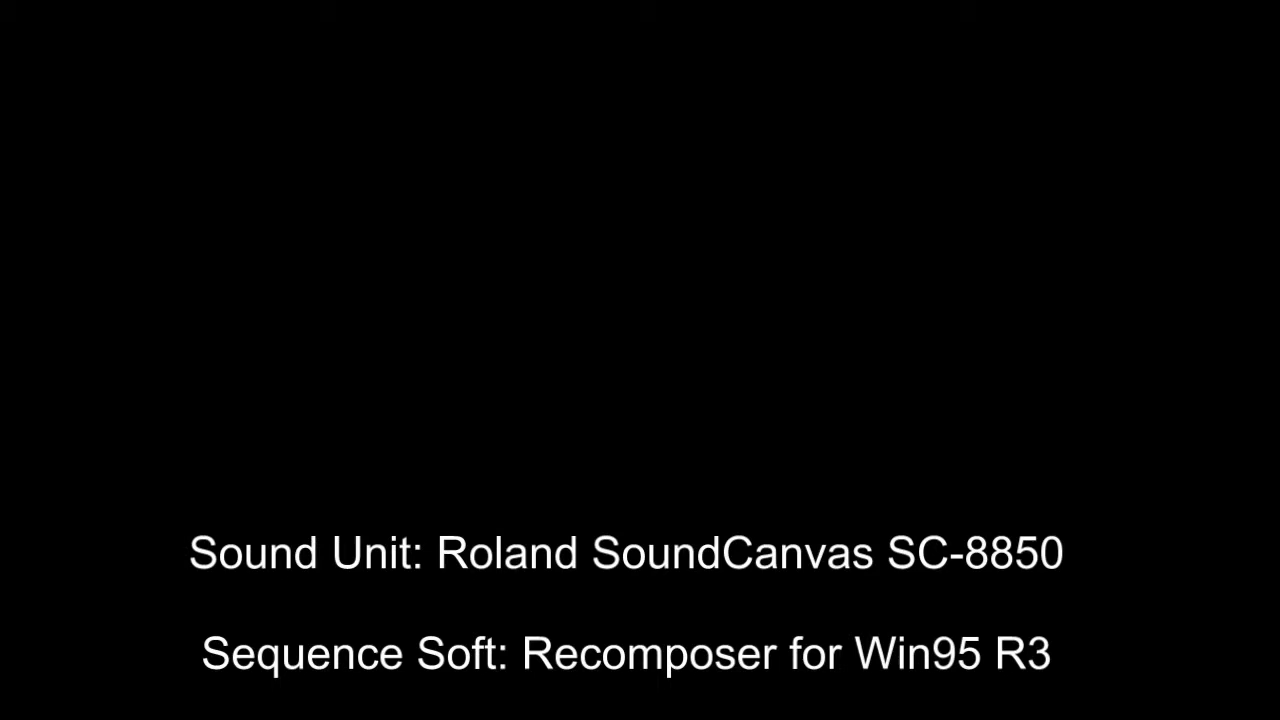 Sound Unit: Roland SoundCanvas SC-8850
Sequence Soft: Recomposer for Win95 R3